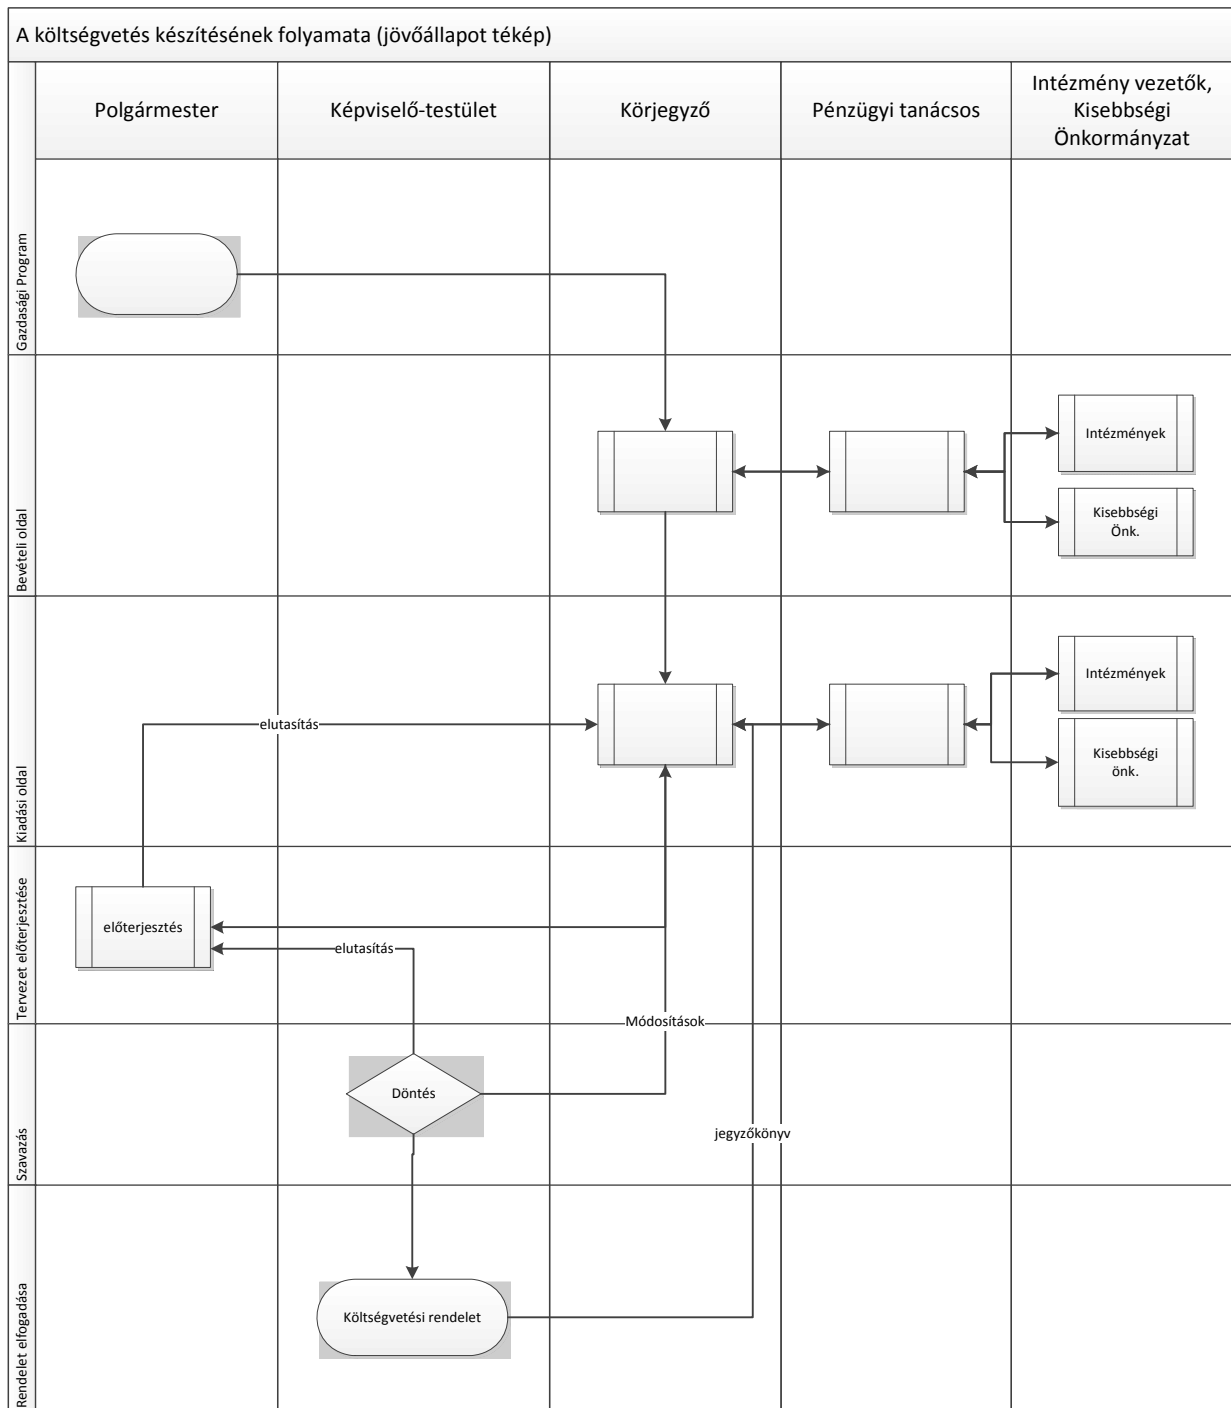 A költségvetés készítésének folyamata (jövőállapot tékép)
Polgármester
Képviselő-testület
Körjegyző
Pénzügyi tanácsos
Intézmény vezetők,
Kisebbségi
Önkormányzat
Gazdasági Program
Bevételi oldal
Intézmények
Kisebbségi
Önk.
Kiadási oldal
elutasítás
Intézmények
Kisebbségi
önk.
Tervezet előterjesztése
előterjesztés
elutasítás
Módosítások
Szavazás
Döntés
jegyzőkönyv
Rendelet elfogadása
Költségvetési rendelet